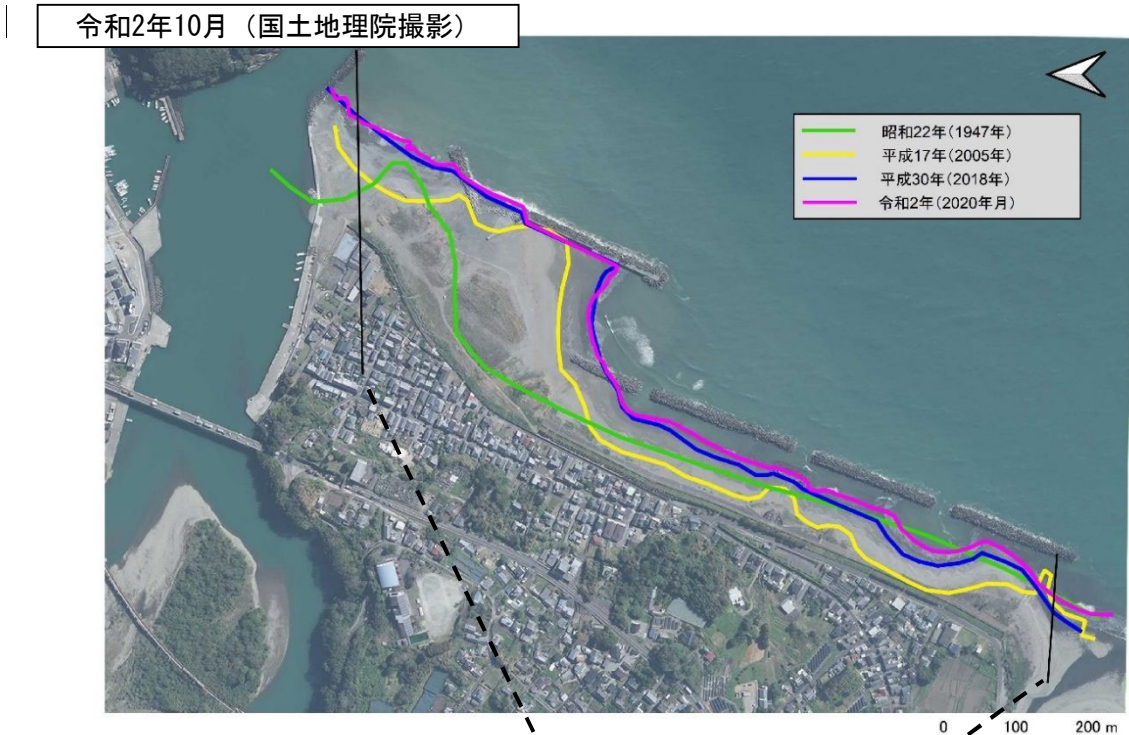 令和2年10月（国土地理院撮影）
昭和22年(1947年)
平成17年(2005年)
平成30年(2018年)
令和2年(2020年月)
0 100 200 m